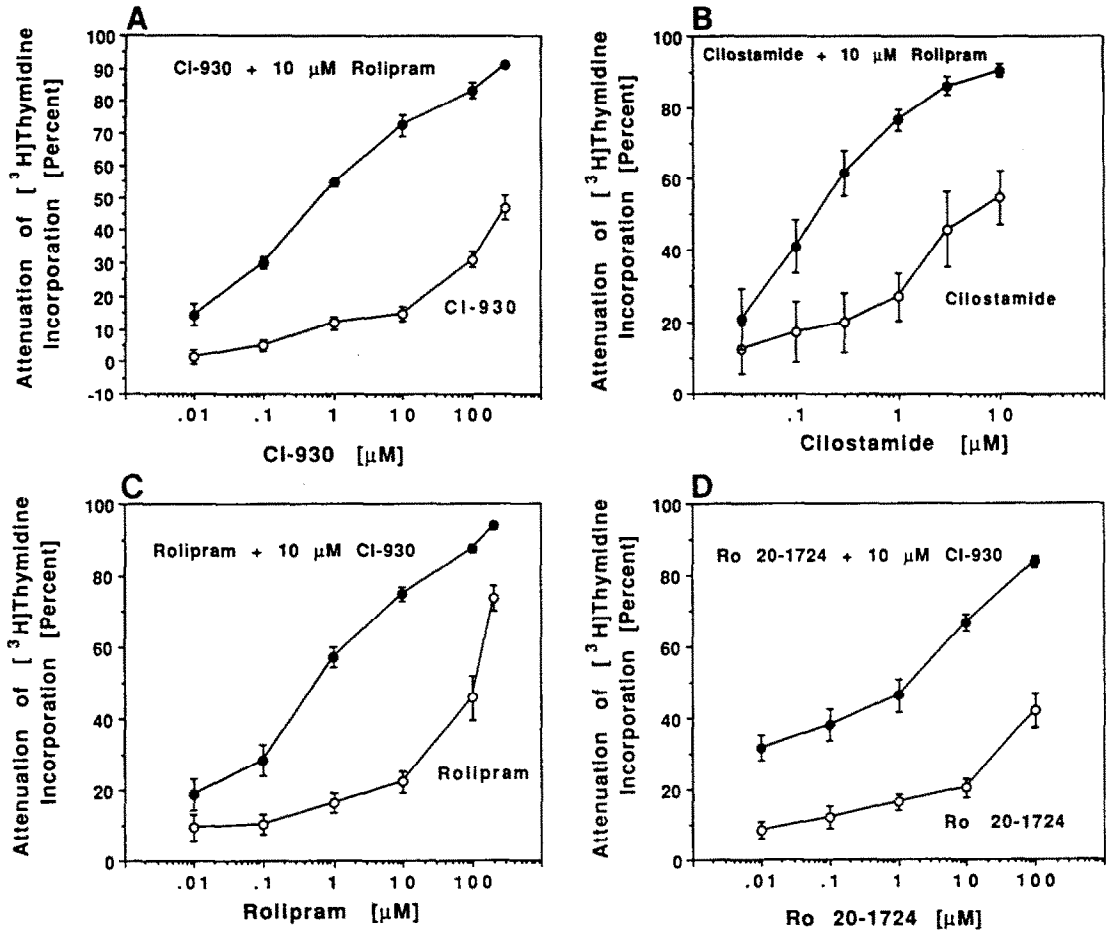 A
Attenuation of [³H]Thymidine
Incorporation [Percent]
100
90
80
70
60
50
40
30
20
10
0
-10
CI-930 + 10 μM Rolipram
CI-930
.01 .1 1 10 100
CI-930 [μM]
B
Attenuation of [³H]Thymidine
Incorporation [Percent]
100
80
60
40
20
0
Cilostamide + 10 μM Rolipram
Cilostamide
.1 1 10
Cilostamide [μM]
C
Attenuation of [³H]Thymidine
Incorporation [Percent]
100
80
60
40
20
0
Rolipram + 10 μM CI-930
Rolipram
.01 .1 1 10 100
Rolipram [μM]
D
Attenuation of [³H]Thymidine
Incorporation [Percent]
100
80
60
40
20
0
Ro 20-1724 + 10 μM CI-930
Ro 20-1724
.01 .1 1 10 100
Ro 20-1724 [μM]